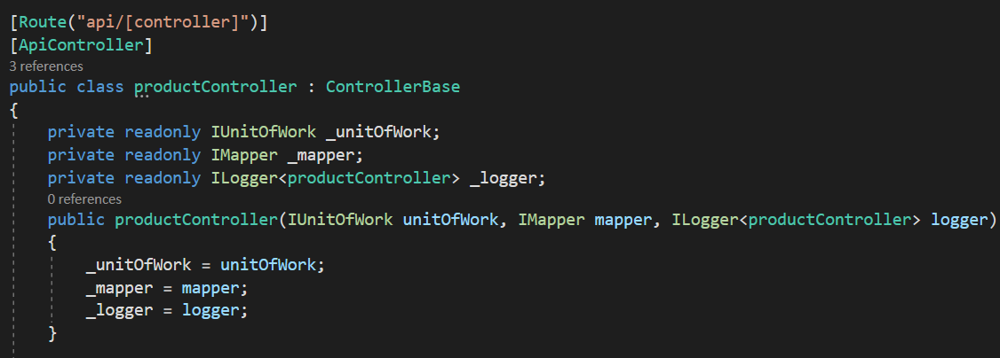 [Route("api/[controller]")]
[ApiController]
3 references
public class productController : ControllerBase
{
private readonly IUnitOfWork _unitOfWork;
private readonly IMapper _mapper;
private readonly ILogger<productController> _logger;
0 references
public productController(IUnitOfWork unitOfWork, IMapper mapper, ILogger<productController> logger)
{
_unitOfWork = unitOfWork;
_mapper = mapper;
_logger = logger;
}